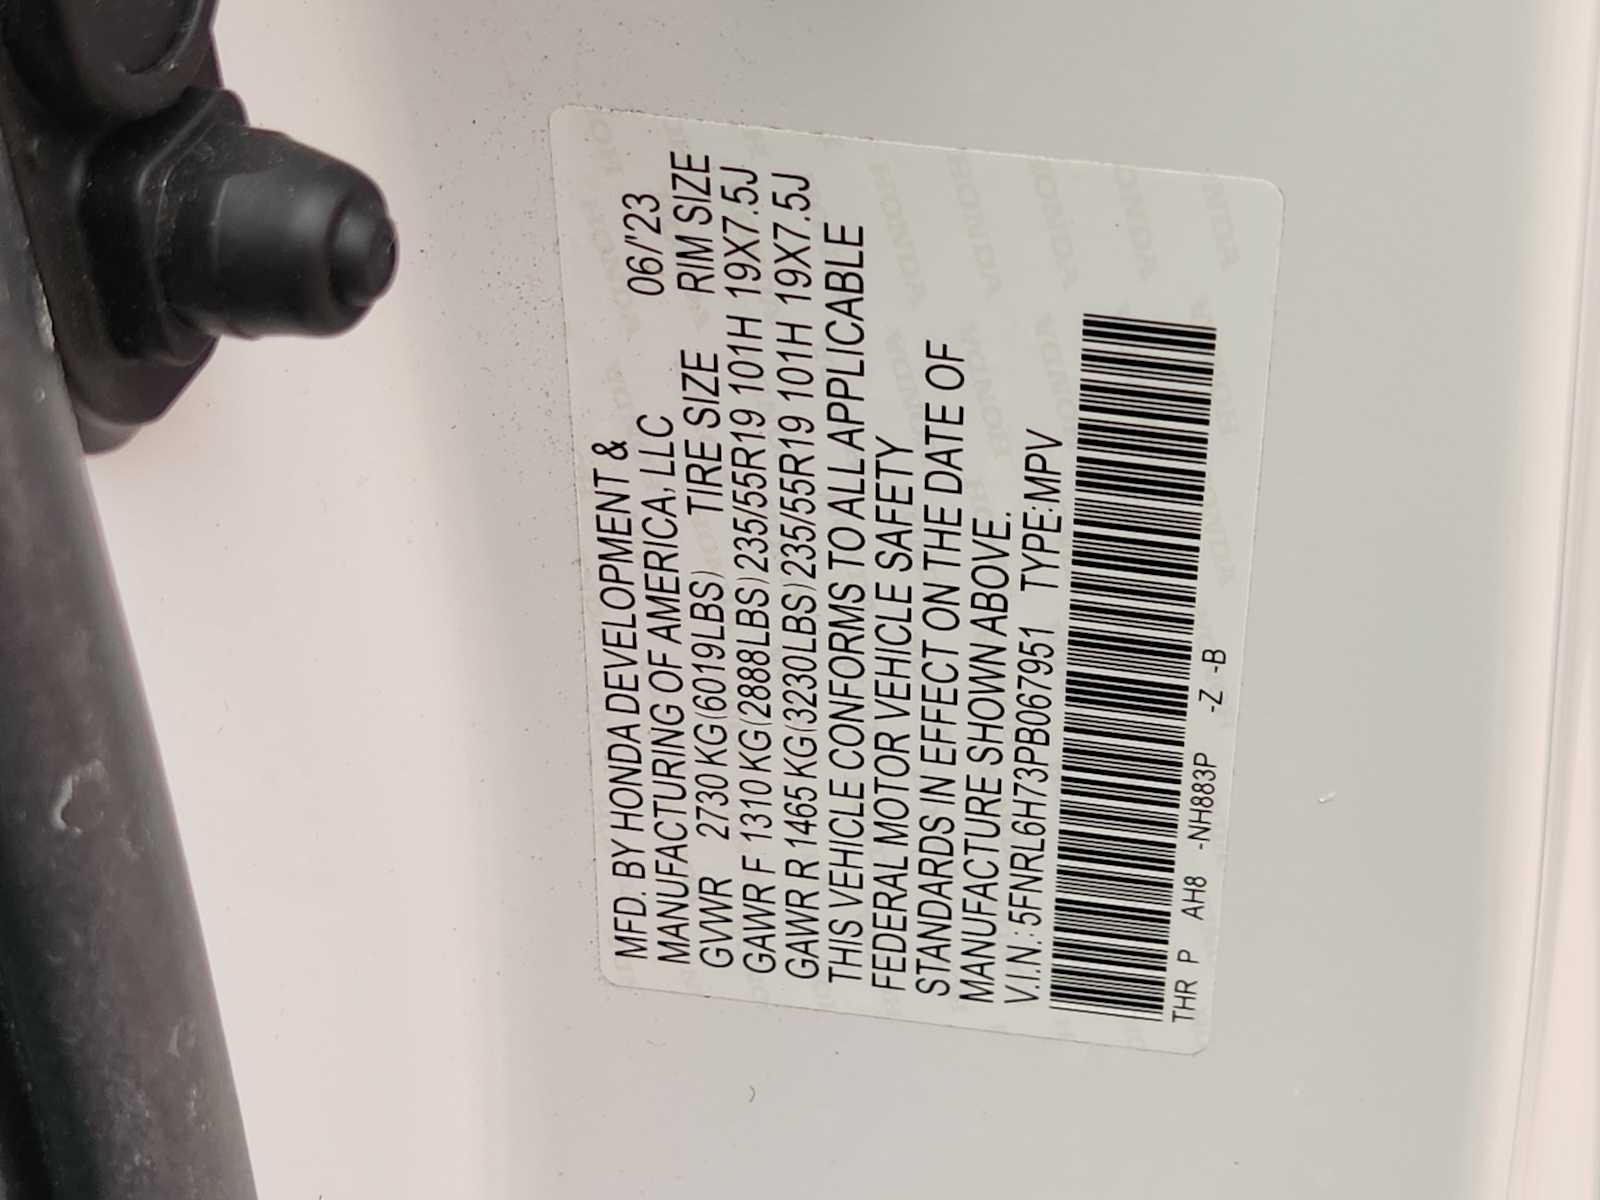 MFD. BY HONDA DEVELOPMENT &
MANUFACTURING OF AMERICA, LLC 06/'23
GVWR 2730 KG(6019LBS) TIRE SIZE RIM SIZE
GAWR F 1310 KG(2888LBS) 235/55R19 101H 19X7.5J
GAWR R 1465 KG(3230LBS) 235/55R19 101H 19X7.5J
THIS VEHICLE CONFORMS TO ALL APPLICABLE
FEDERAL MOTOR VEHICLE SAFETY
STANDARDS IN EFFECT ON THE DATE OF
MANUFACTURE SHOWN ABOVE.
V.I.N.: 5FNRL6H73PB067951 TYPE:MPV
THR P AH8 -NH883P -Z -B